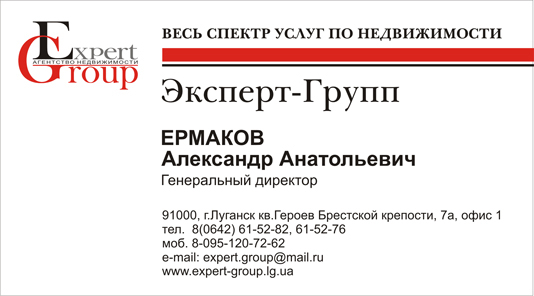 Expert
АГЕНТСТВО НЕДВИЖИМОСТИ
Group
ВЕСЬ СПЕКТР УСЛУГ ПО НЕДВИЖИМОСТИ
Эксперт-Групп
ЕРМАКОВ
Александр Анатольевич
Генеральный директор
91000, г.Луганск кв.Героев Брестской крепости, 7а, офис 1
тел. 8(0642) 61-52-82, 61-52-76
моб. 8-095-120-72-62
e-mail: expert.group@mail.ru
www.expert-group.lg.ua